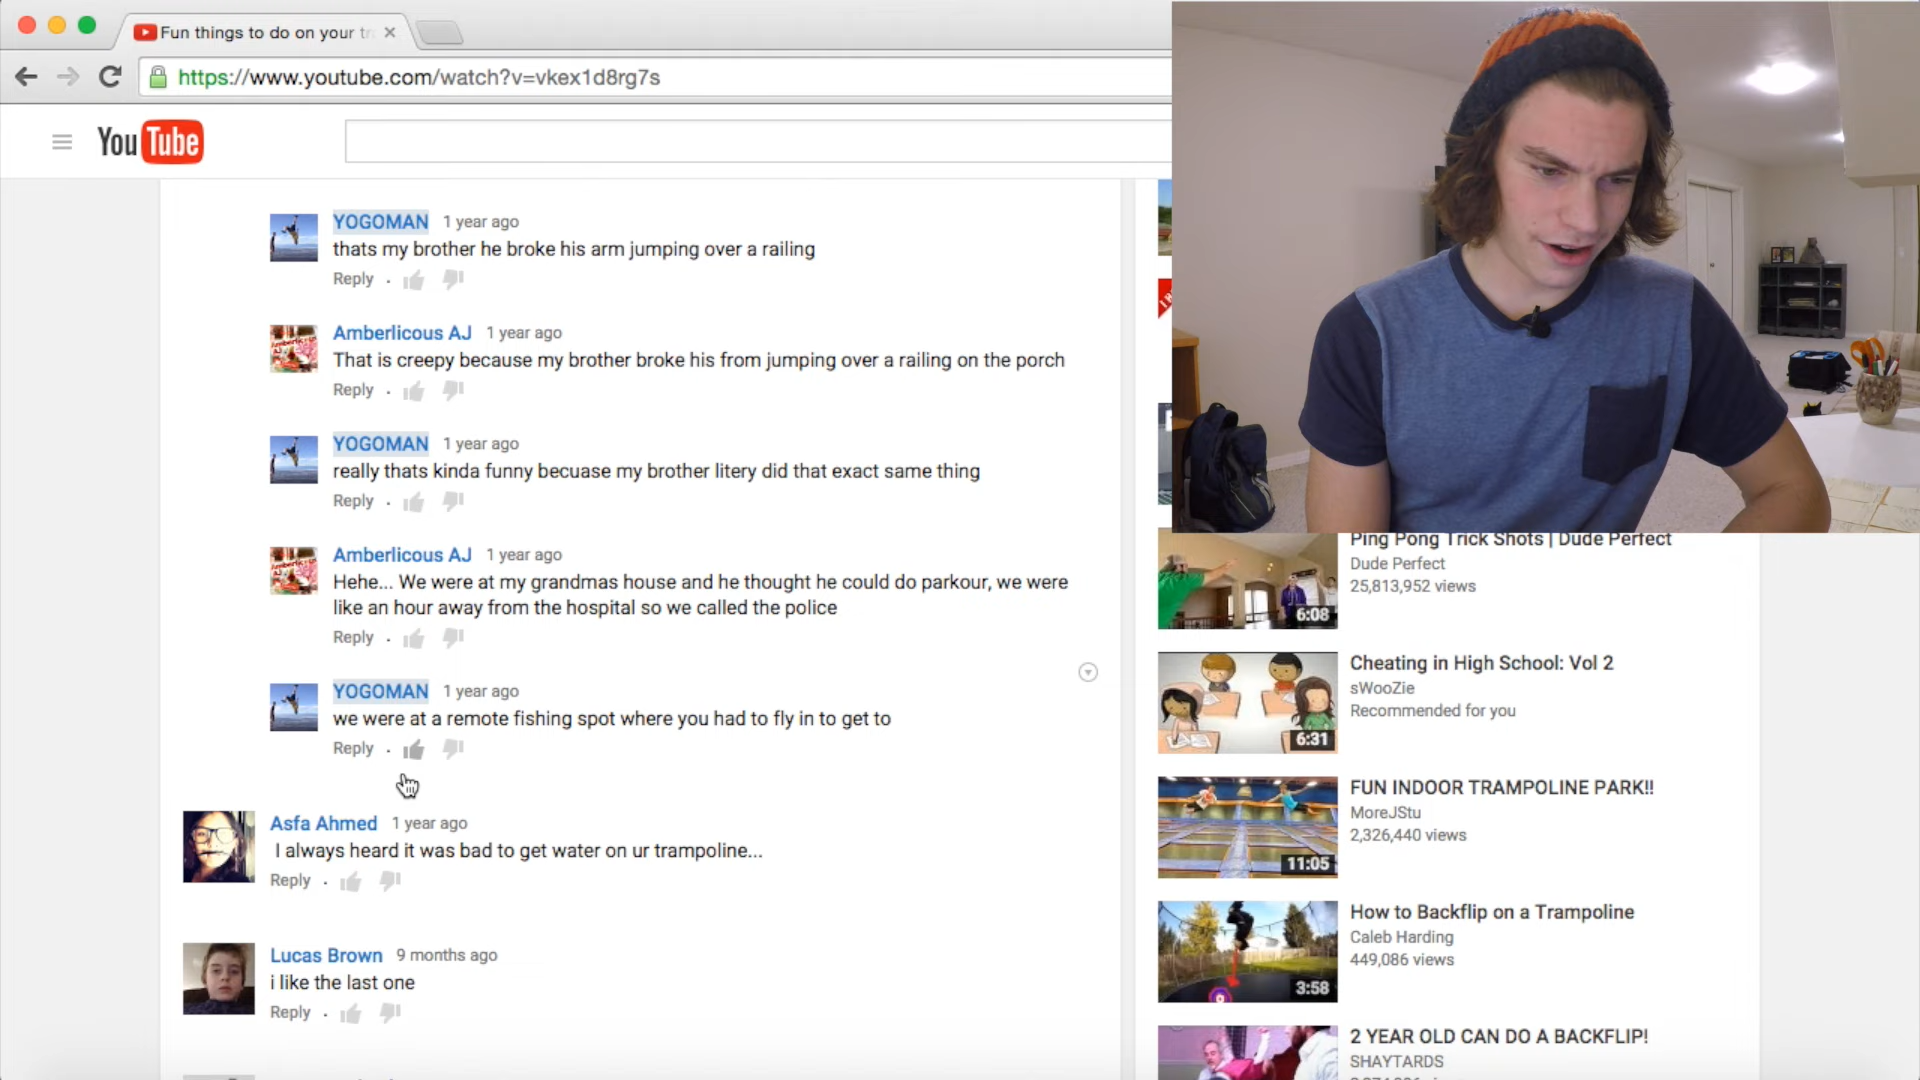 Fun things to do on your tr
https://www.youtube.com/watch?v=vkex1d8rg7s
YouTube
YOGOMAN 1 year ago
thats my brother he broke his arm jumping over a railing
Reply
Amberlicous AJ 1 year ago
That is creepy because my brother broke his from jumping over a railing on the porch
Reply
YOGOMAN 1 year ago
really thats kinda funny becuase my brother litery did that exact same thing
Reply
Amberlicous AJ 1 year ago
Hehe... We were at my grandmas house and he thought he could do parkour, we were
like an hour away from the hospital so we called the police
Reply
YOGOMAN 1 year ago
we were at a remote fishing spot where you had to fly in to get to
Reply
Asfa Ahmed 1 year ago
I always heard it was bad to get water on ur trampoline...
Reply
Lucas Brown 9 months ago
i like the last one
Reply
Ping Pong Trick Shots | Dude Perfect
Dude Perfect
25,813,952 views
6:08
Cheating in High School: Vol 2
sWooZie
Recommended for you
6:31
FUN INDOOR TRAMPOLINE PARK!!
MoreJStu
2,326,440 views
11:05
How to Backflip on a Trampoline
Caleb Harding
449,086 views
3:58
2 YEAR OLD CAN DO A BACKFLIP!
SHAYTARDS